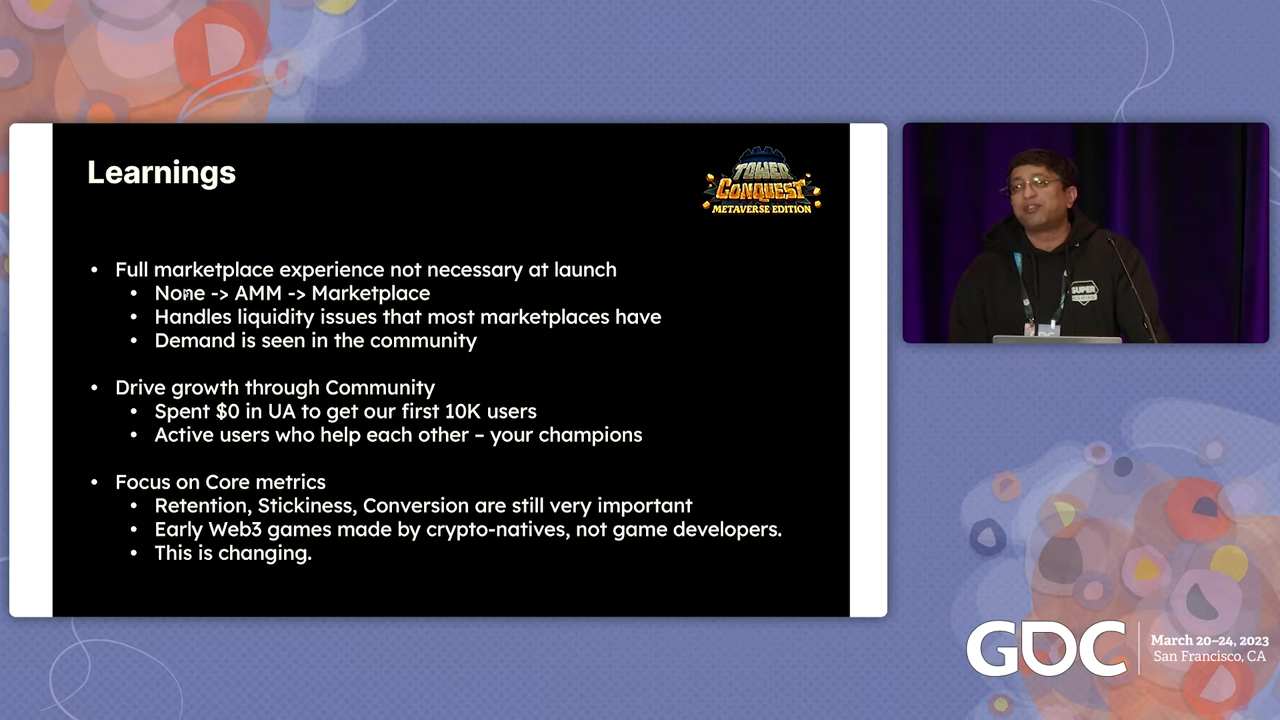 Learnings
TOWER
CONQUEST
METAVERSE EDITION
• Full marketplace experience not necessary at launch
• None -> AMM -> Marketplace
• Handles liquidity issues that most marketplaces have
• Demand is seen in the community
• Drive growth through Community
• Spent $0 in UA to get our first 10K users
• Active users who help each other – your champions
• Focus on Core metrics
• Retention, Stickiness, Conversion are still very important
• Early Web3 games made by crypto-natives, not game developers.
• This is changing.
SUPER
GAMING
GDC
March 20–24, 2023
San Francisco, CA